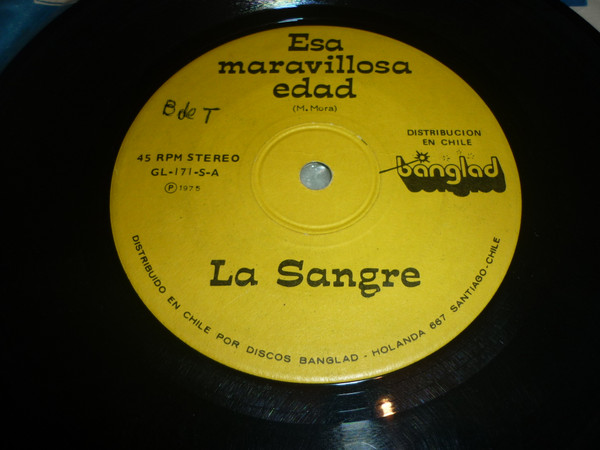 Esa
maravillosa
edad
(M. Mora)
B de T
DISTRIBUCION
EN CHILE
45 RPM STEREO
GL-171-S-A
Ⓟ 1975
banglad
La Sangre
DISTRIBUIDO EN CHILE POR DISCOS BANGLAD - HOLANDA 667 SANTIAGO-CHILE